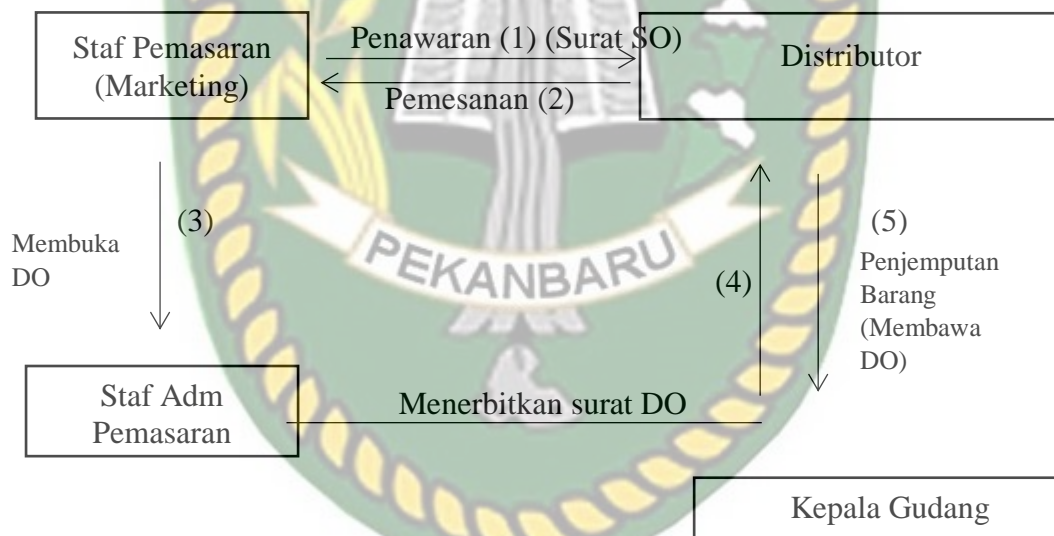 Staf Pemasaran
(Marketing)
Penawaran (1) (Surat SO)
Pemesanan (2)
Distributor
(3)
Membuka
DO
PEKANBARU
(4)
(5)
Penjemputan
Barang
(Membawa
DO)
Staf Adm
Pemasaran
Menerbitkan surat DO
Kepala Gudang